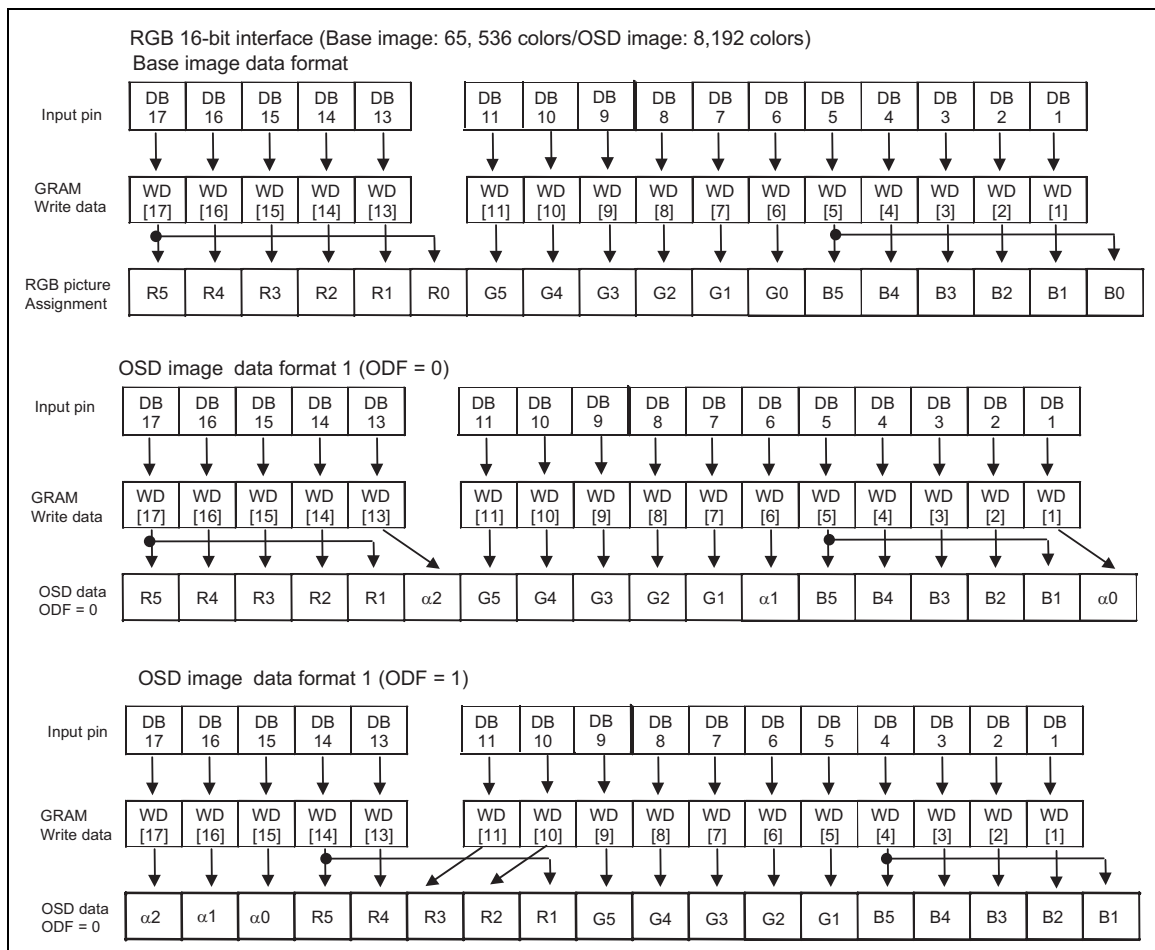 RGB 16-bit interface (Base image: 65, 536 colors/OSD image: 8,192 colors)
Base image data format
Input pin DB 17 DB 16 DB 15 DB 14 DB 13 DB 11 DB 10 DB 9 DB 8 DB 7 DB 6 DB 5 DB 4 DB 3 DB 2 DB 1
GRAM Write data WD [17] WD [16] WD [15] WD [14] WD [13] WD [11] WD [10] WD [9] WD [8] WD [7] WD [6] WD [5] WD [4] WD [3] WD [2] WD [1]
RGB picture Assignment R5 R4 R3 R2 R1 R0 G5 G4 G3 G2 G1 G0 B5 B4 B3 B2 B1 B0
OSD image data format 1 (ODF = 0)
Input pin DB 17 DB 16 DB 15 DB 14 DB 13 DB 11 DB 10 DB 9 DB 8 DB 7 DB 6 DB 5 DB 4 DB 3 DB 2 DB 1
GRAM Write data WD [17] WD [16] WD [15] WD [14] WD [13] WD [11] WD [10] WD [9] WD [8] WD [7] WD [6] WD [5] WD [4] WD [3] WD [2] WD [1]
OSD data ODF = 0 R5 R4 R3 R2 R1 α2 G5 G4 G3 G2 G1 α1 B5 B4 B3 B2 B1 α0
OSD image data format 1 (ODF = 1)
Input pin DB 17 DB 16 DB 15 DB 14 DB 13 DB 11 DB 10 DB 9 DB 8 DB 7 DB 6 DB 5 DB 4 DB 3 DB 2 DB 1
GRAM Write data WD [17] WD [16] WD [15] WD [14] WD [13] WD [11] WD [10] WD [9] WD [8] WD [7] WD [6] WD [5] WD [4] WD [3] WD [2] WD [1]
OSD data ODF = 0 α2 α1 α0 R5 R4 R3 R2 R1 G5 G4 G3 G2 G1 B5 B4 B3 B2 B1